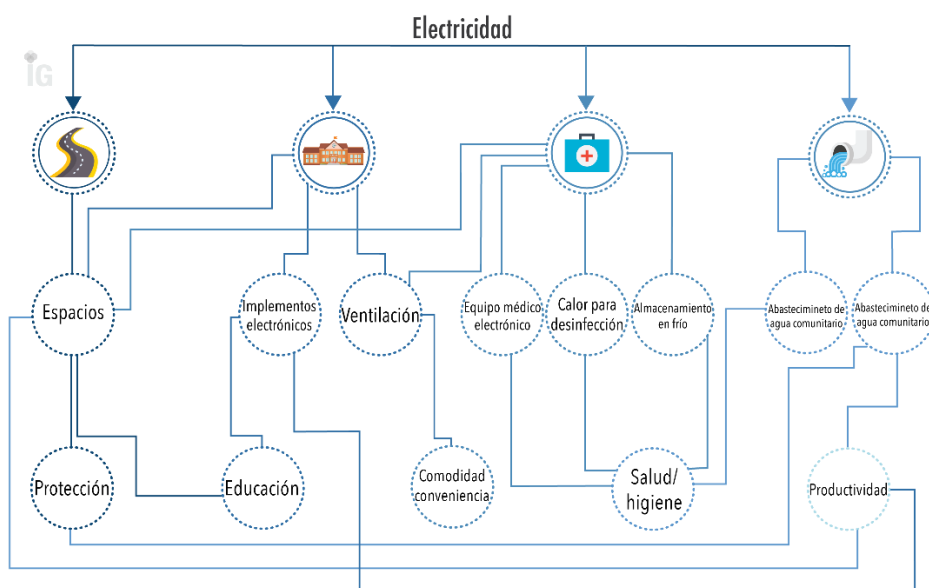 Electricidad
IG
Espacios
Implementos
electrónicos
Ventilación
Equipo médico
electrónico
Calor para
desinfección
Almacenamiento
en frío
Abastecimineto de
agua comunitario
Abastecimineto de
agua comunitario
Protección
Educación
Comodidad
conveniencia
Salud/
higiene
Productividad